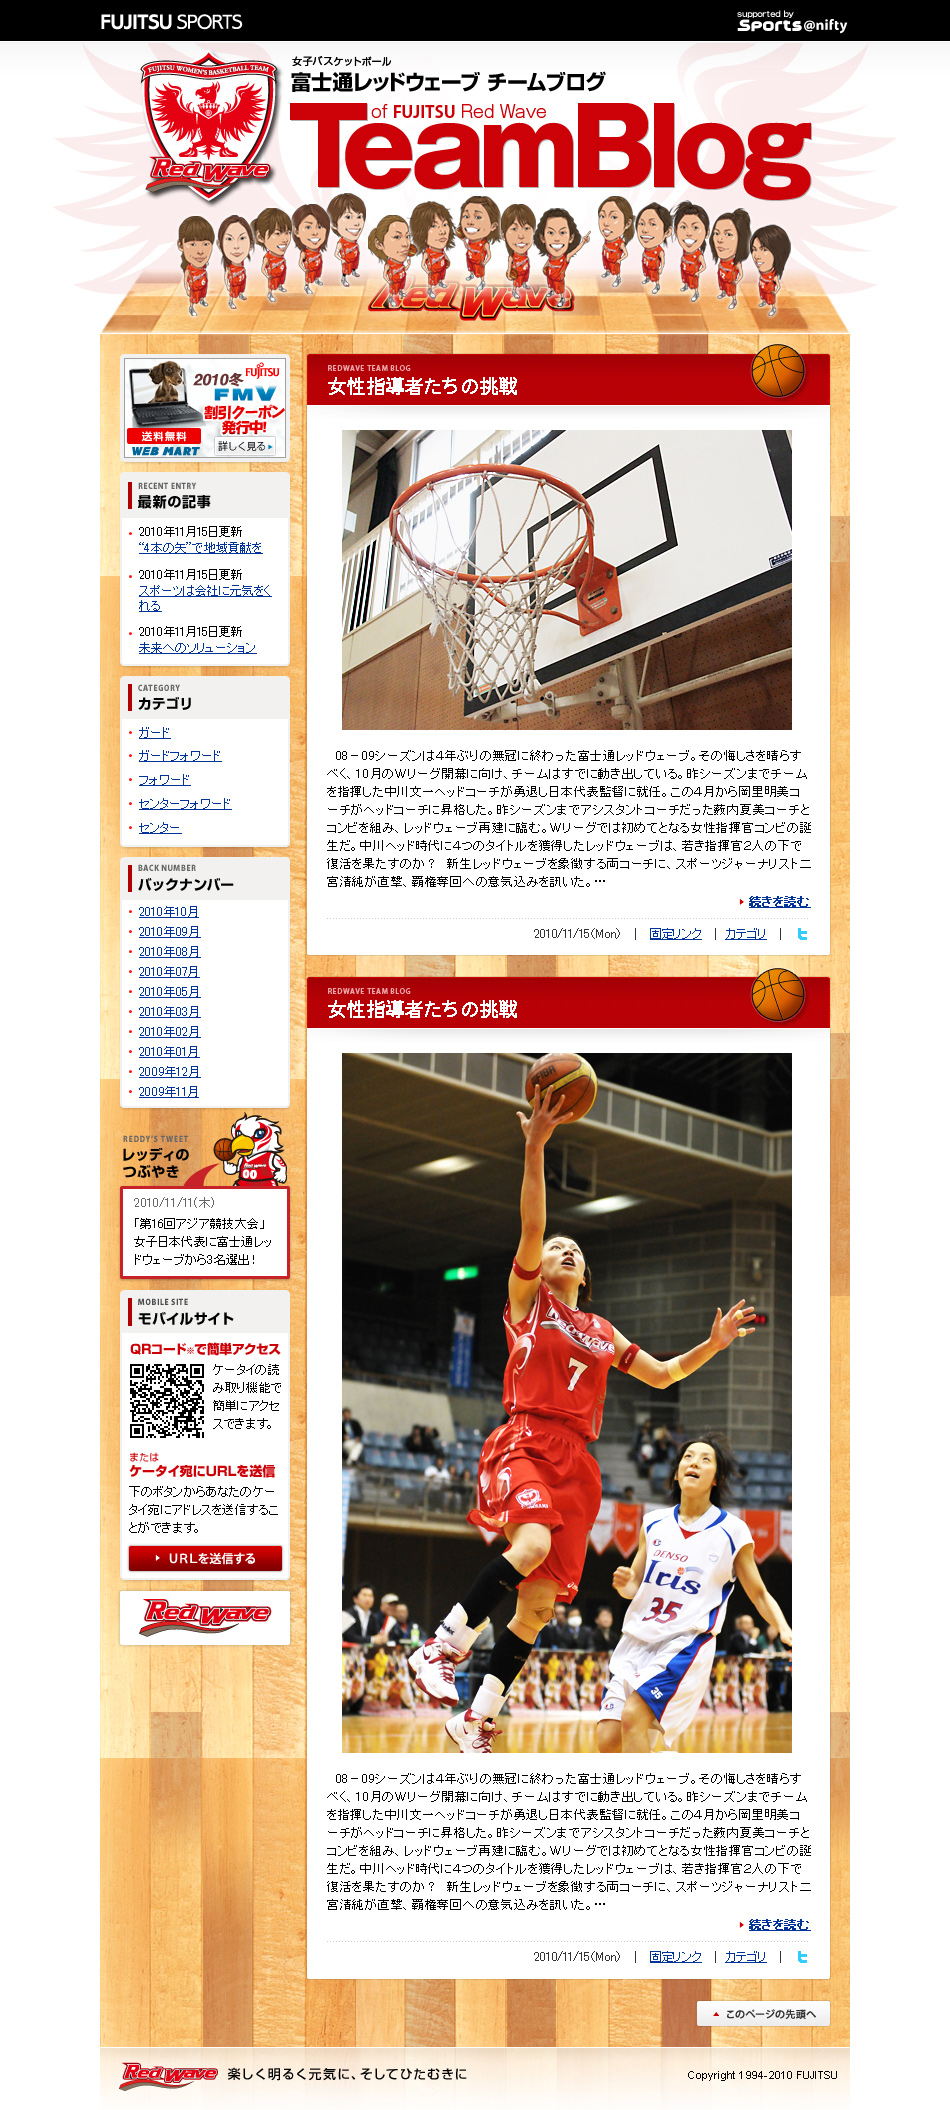 FUJITSU SPORTS
supported by
Sports@nifty
FUJITSU WOMEN'S BASKETBALL TEAM
Red Wave
女子バスケットボール
富士通レッドウェーブ チームブログ
of FUJITSU Red Wave
TeamBlog
Red Wave
FUJITSU
2010冬
FMV
割引クーポン
発行中!
送料無料
WEB MART
詳しく見る
RECENT ENTRY
最新の記事
2010年11月15日更新
“4本の矢”で地域貢献を
2010年11月15日更新
スポーツは会社に元気をく
れる
2010年11月15日更新
未来へのソリューション
CATEGORY
カテゴリ
ガード
ガードフォワード
フォワード
センターフォワード
センター
BACK NUMBER
バックナンバー
2010年10月
2010年09月
2010年08月
2010年07月
2010年05月
2010年03月
2010年02月
2010年01月
2009年12月
2009年11月
REDDY'S TWEET
レッディの
つぶやき
Red Wave
00
2010/11/11(木)
「第16回アジア競技大会」
女子日本代表に富士通レッ
ドウェーブから3名選出！
MOBILE SITE
モバイルサイト
QRコード※で簡単アクセス
ケータイの読
み取り機能で
簡単にアクセ
スできます。
または
ケータイ宛にURLを送信
下のボタンからあなたのケー
タイ宛にアドレスを送信するこ
とができます。
URLを送信する
Red Wave
REDWAVE TEAM BLOG
女性指導者たちの挑戦
08－09シーズンは4年ぶりの無冠に終わった富士通レッドウェーブ。その悔しさを晴らす
べく、10月のWリーグ開幕に向け、チームはすでに動き出している。昨シーズンまでチーム
を指揮した中川文一ヘッドコーチが勇退し日本代表監督に就任。この4月から岡里明美コ
ーチがヘッドコーチに昇格した。昨シーズンまでアシスタントコーチだった薮内夏美コーチと
コンビを組み、レッドウェーブ再建に臨む。Wリーグでは初めてとなる女性指揮官コンビの誕
生だ。中川ヘッド時代に4つのタイトルを獲得したレッドウェーブは、若き指揮官2人の下で
復活を果たすのか？　新生レッドウェーブを象徴する両コーチに、スポーツジャーナリスト二
宮清純が直撃、覇権奪回への意気込みを訊いた。…
続きを読む
2010/11/15(Mon) | 固定リンク | カテゴリ |
REDWAVE TEAM BLOG
女性指導者たちの挑戦
RED WAVE
7
DENSO
Iris
35
35
08－09シーズンは4年ぶりの無冠に終わった富士通レッドウェーブ。その悔しさを晴らす
べく、10月のWリーグ開幕に向け、チームはすでに動き出している。昨シーズンまでチーム
を指揮した中川文一ヘッドコーチが勇退し日本代表監督に就任。この4月から岡里明美コ
ーチがヘッドコーチに昇格した。昨シーズンまでアシスタントコーチだった薮内夏美コーチと
コンビを組み、レッドウェーブ再建に臨む。Wリーグでは初めてとなる女性指揮官コンビの誕
生だ。中川ヘッド時代に4つのタイトルを獲得したレッドウェーブは、若き指揮官2人の下で
復活を果たすのか？　新生レッドウェーブを象徴する両コーチに、スポーツジャーナリスト二
宮清純が直撃、覇権奪回への意気込みを訊いた。…
続きを読む
2010/11/15(Mon) | 固定リンク | カテゴリ |
このページの先頭へ
Red Wave 楽しく明るく元気に、そしてひたむきに
Copyright 1994-2010 FUJITSU